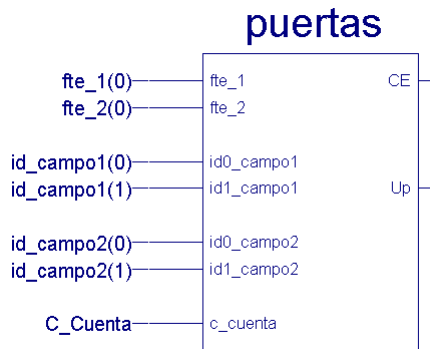 puertas
fte_1(0) fte_1 CE
fte_2(0) fte_2
id_campo1(0) id0_campo1
id_campo1(1) id1_campo1 Up
id_campo2(0) id0_campo2
id_campo2(1) id1_campo2
C_Cuenta c_cuenta